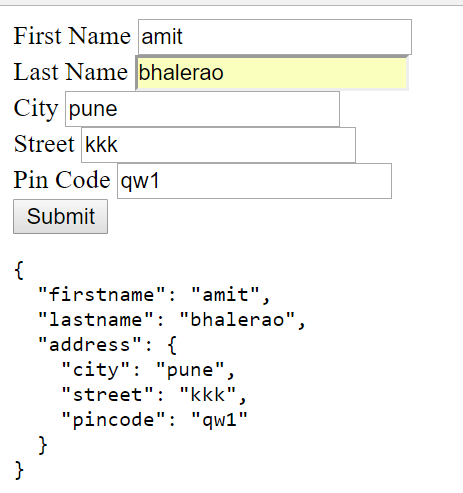 First Name amit
Last Name bhalerao
City pune
Street kkk
Pin Code qw1
Submit
{
  "firstname": "amit",
  "lastname": "bhalerao",
  "address": {
    "city": "pune",
    "street": "kkk",
    "pincode": "qw1"
  }
}